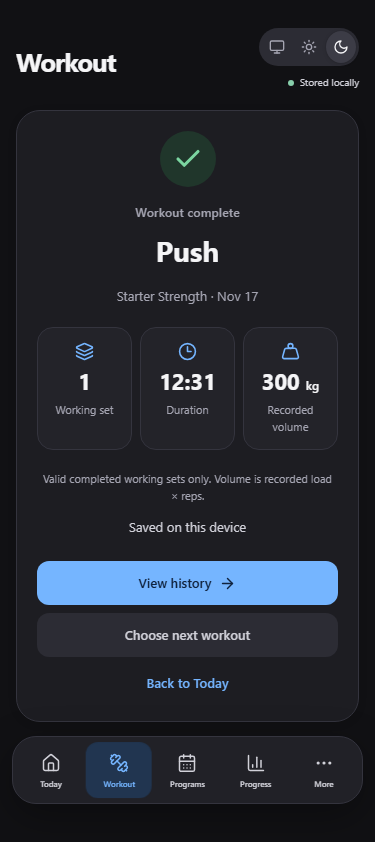 Workout
Stored locally
Workout complete
Push
Starter Strength · Nov 17
1
Working set
12:31
Duration
300 kg
Recorded
volume
Valid completed working sets only. Volume is recorded load
× reps.
Saved on this device
View history
Choose next workout
Back to Today
Today
Workout
Programs
Progress
More